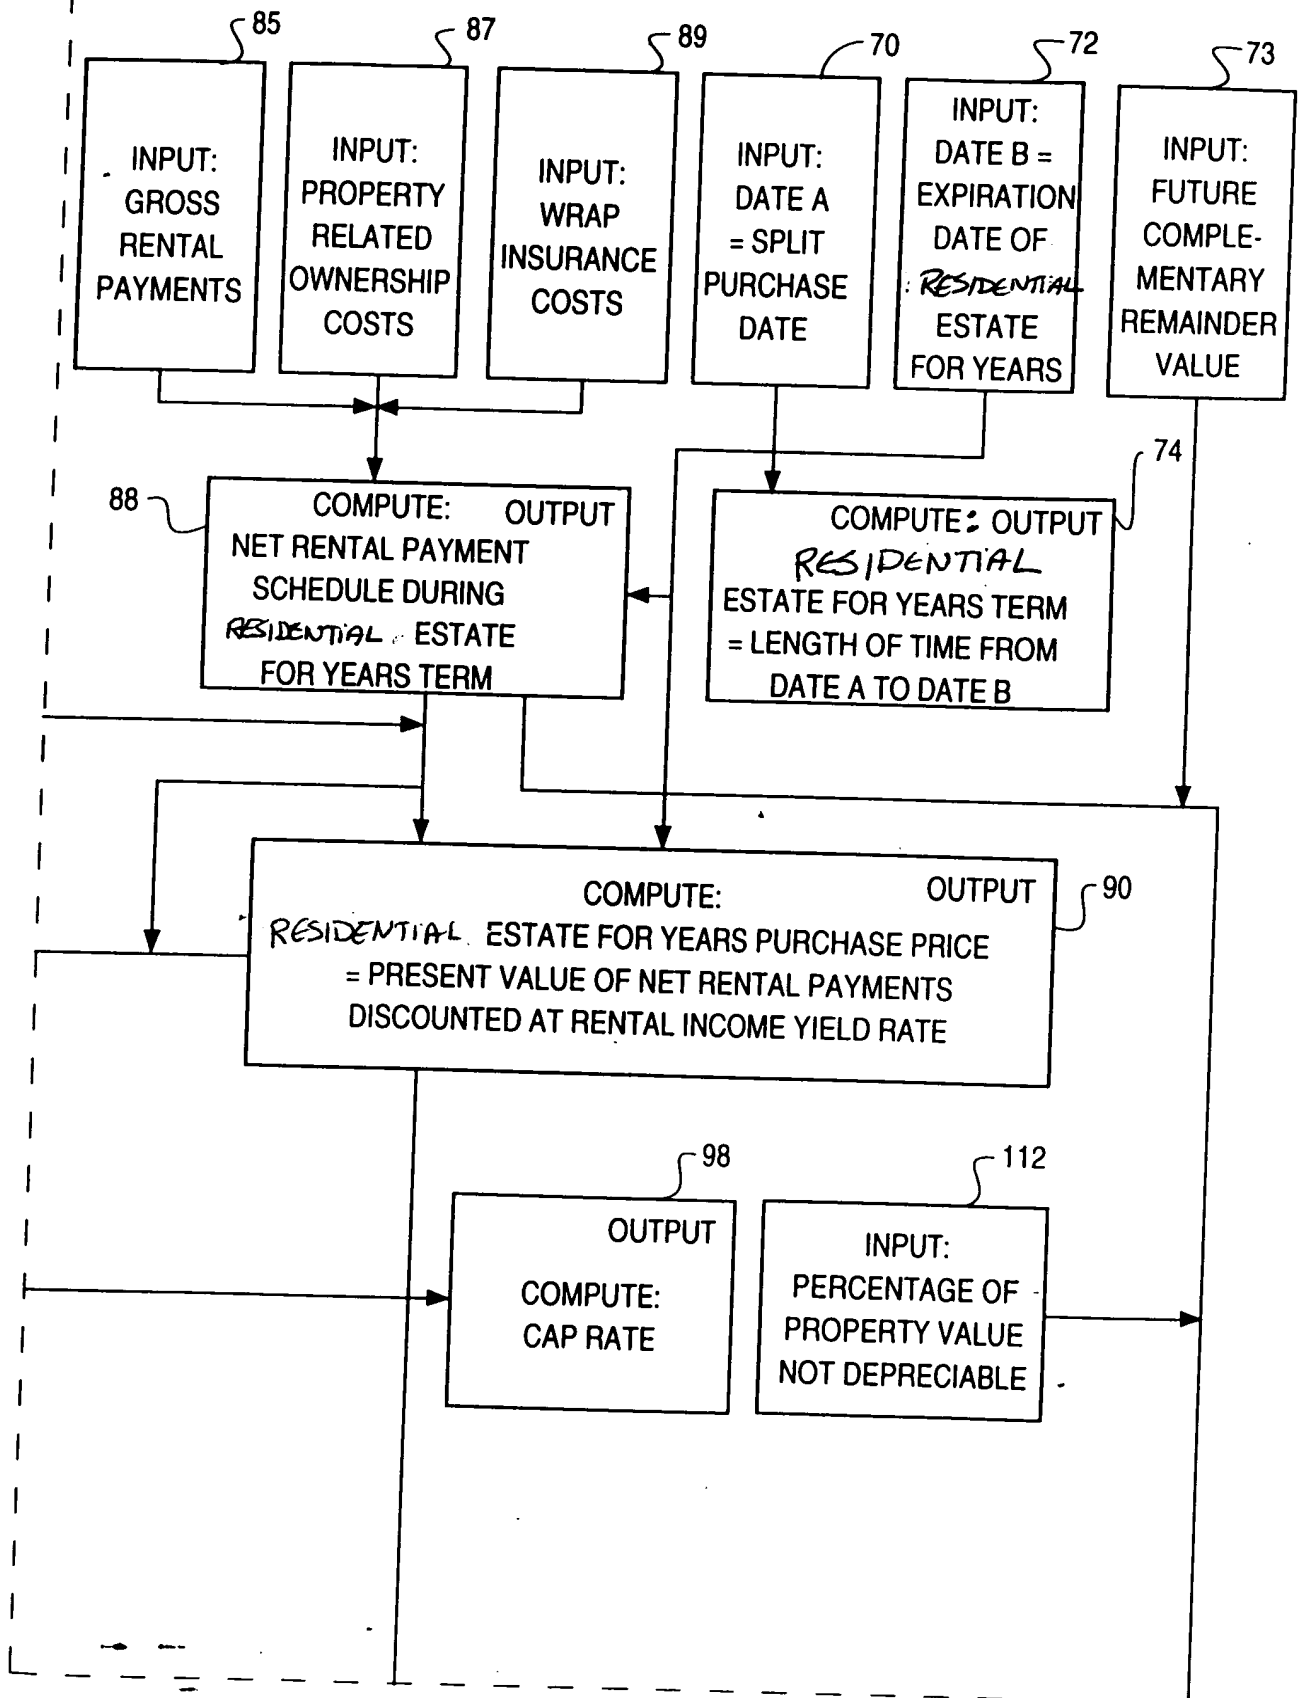 85
87
89
70
72
73
INPUT:
GROSS
RENTAL
PAYMENTS
INPUT:
PROPERTY
RELATED
OWNERSHIP
COSTS
INPUT:
WRAP
INSURANCE
COSTS
INPUT:
DATE A
= SPLIT
PURCHASE
DATE
INPUT:
DATE B =
EXPIRATION
DATE OF
RESIDENTIAL
ESTATE
FOR YEARS
INPUT:
FUTURE
COMPLE-
MENTARY
REMAINDER
VALUE
88
COMPUTE: OUTPUT
NET RENTAL PAYMENT
SCHEDULE DURING
RESIDENTIAL ESTATE
FOR YEARS TERM
74
COMPUTE: OUTPUT
RESIDENTIAL
ESTATE FOR YEARS TERM
= LENGTH OF TIME FROM
DATE A TO DATE B
90
COMPUTE: OUTPUT
RESIDENTIAL ESTATE FOR YEARS PURCHASE PRICE
= PRESENT VALUE OF NET RENTAL PAYMENTS
DISCOUNTED AT RENTAL INCOME YIELD RATE
98
OUTPUT
COMPUTE:
CAP RATE
112
INPUT:
PERCENTAGE OF
PROPERTY VALUE
NOT DEPRECIABLE